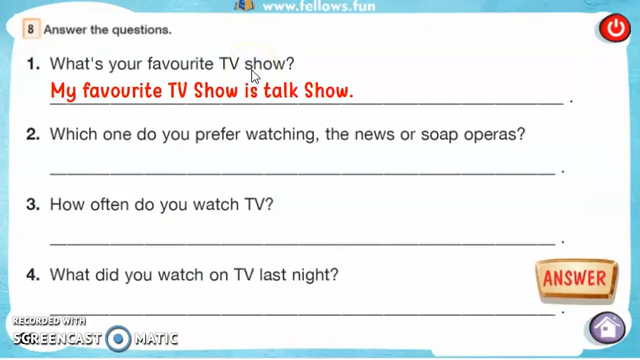 www.fellows.fun
8 Answer the questions.
1. What's your favourite TV show?
My favourite TV Show is talk Show.
2. Which one do you prefer watching, the news or soap operas?
3. How often do you watch TV?
4. What did you watch on TV last night?
ANSWER
RECORDED WITH
SCREENCAST MATIC